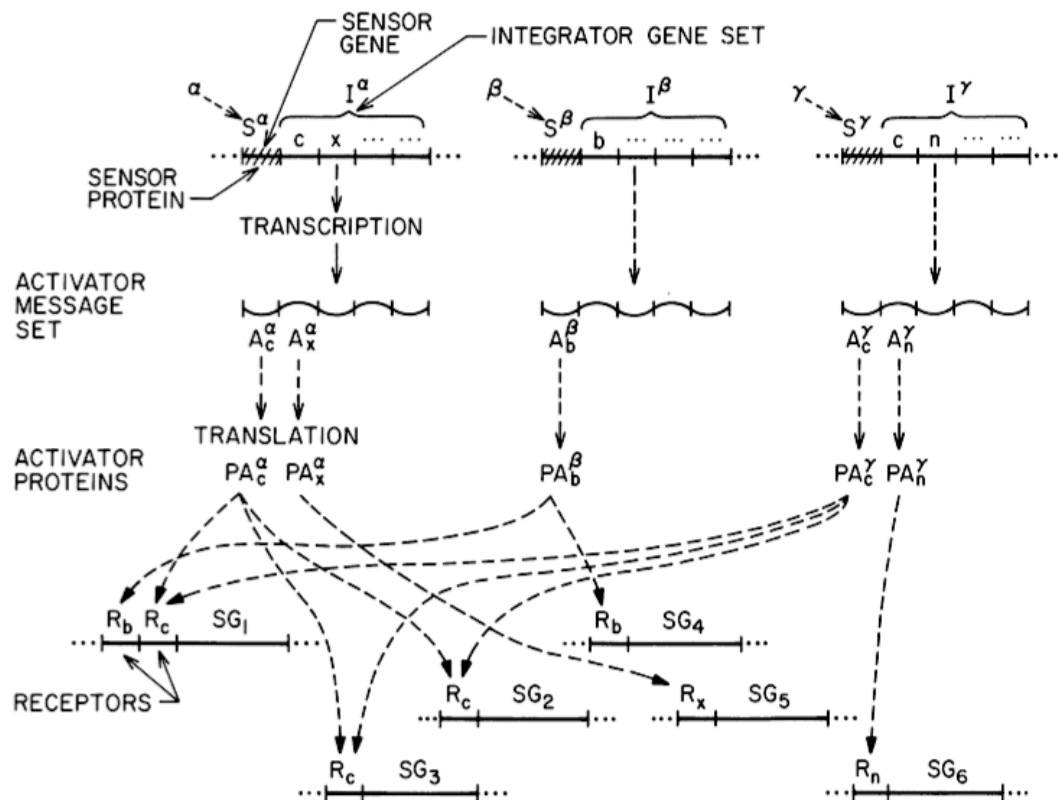 SENSOR GENE
INTEGRATOR GENE SET
α β γ
I^α I^β I^γ
S^α S^β S^γ
... c x ... ... ... ... b ... ... ... ... c n ... ... ...
SENSOR PROTEIN
TRANSCRIPTION
ACTIVATOR MESSAGE SET
A_c^α A_x^α A_b^β A_c^γ A_n^γ
TRANSLATION
ACTIVATOR PROTEINS
PA_c^α PA_x^α PA_b^β PA_c^γ PA_n^γ
R_b R_c SG_1 R_b SG_4
RECEPTORS
R_c SG_2 R_x SG_5
R_c SG_3 R_n SG_6